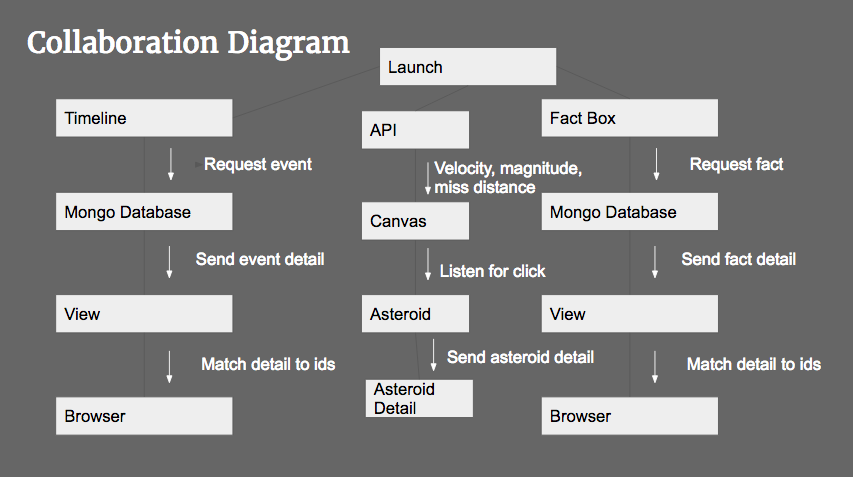 Collaboration Diagram
Launch
Timeline
API
Fact Box
Request event
Velocity, magnitude,
miss distance
Request fact
Mongo Database
Canvas
Mongo Database
Send event detail
Listen for click
Send fact detail
View
Asteroid
View
Match detail to ids
Send asteroid detail
Match detail to ids
Asteroid
Detail
Browser
Browser